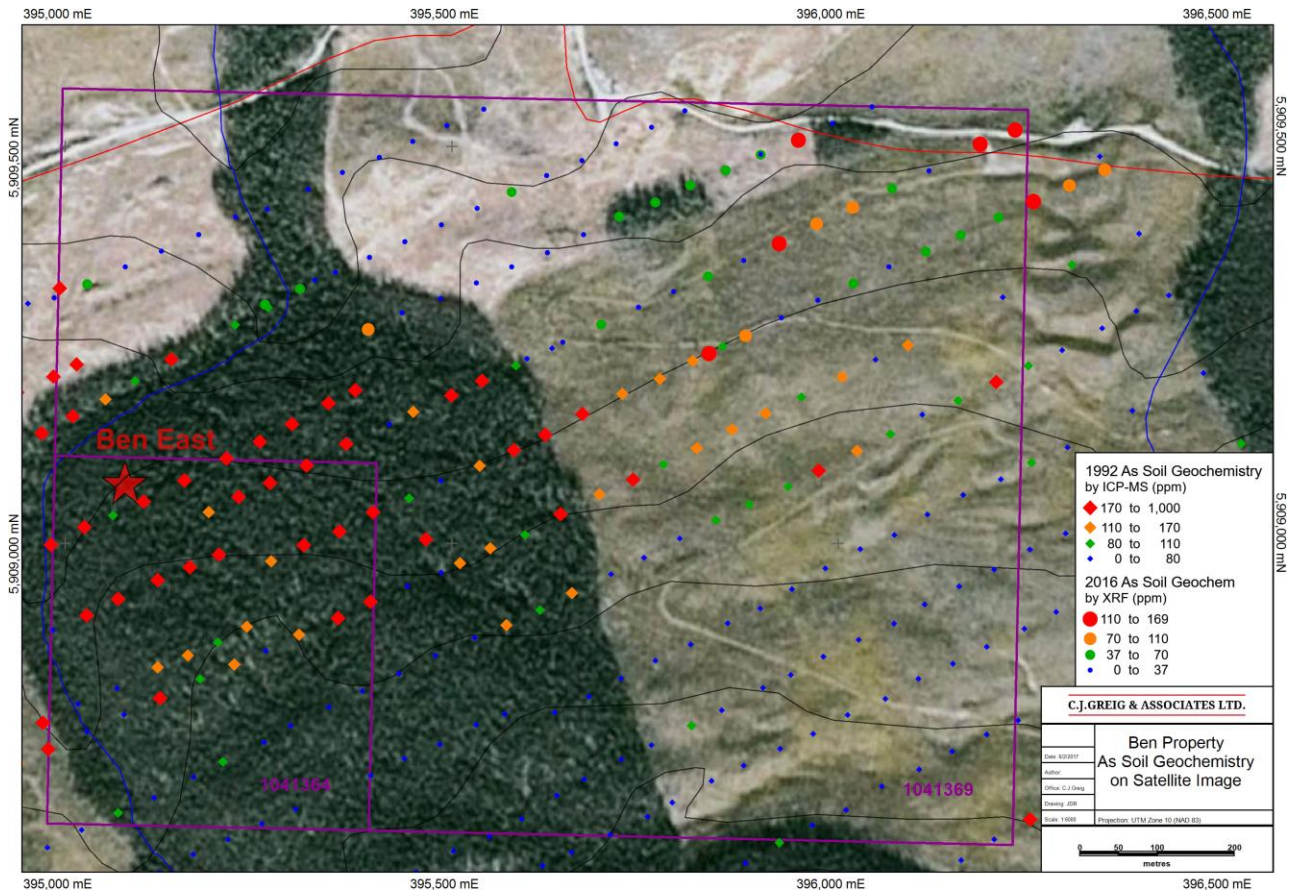 395,000 mE 395,500 mE 396,000 mE 396,500 mE
5,909,500 mN
5,909,500 mN
Ben East
5,909,000 mN
5,909,000 mN
1041364
1041369
1992 As Soil Geochemistry
by ICP-MS (ppm)
170 to 1,000
110 to 170
80 to 110
0 to 80
2016 As Soil Geochem
by XRF (ppm)
110 to 169
70 to 110
37 to 70
0 to 37
C.J.GREIG & ASSOCIATES LTD.
Ben Property
As Soil Geochemistry
on Satellite Image
Author:
Office: C.J.Greig
Drawing: JDR
Projection: UTM Zone 10 (NAD 83)
0 50 100 200
metres
395,000 mE 395,500 mE 396,000 mE 396,500 mE